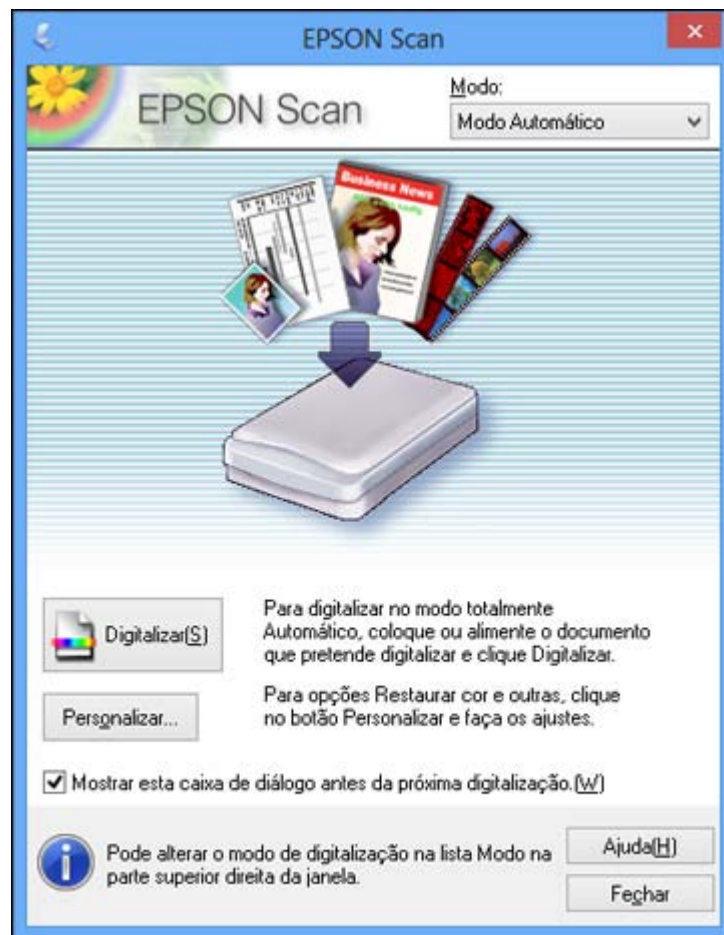 EPSON Scan
EPSON Scan
Modo:
Modo Automático
Business News
Digitalizar(S)
Para digitalizar no modo totalmente
Automático, coloque ou alimente o documento
que pretende digitalizar e clique Digitalizar.
Personalizar...
Para opções Restaurar cor e outras, clique
no botão Personalizar e faça os ajustes.
Mostrar esta caixa de diálogo antes da próxima digitalização.(W)
Pode alterar o modo de digitalização na lista Modo na
parte superior direita da janela.
Ajuda(H)
Fechar